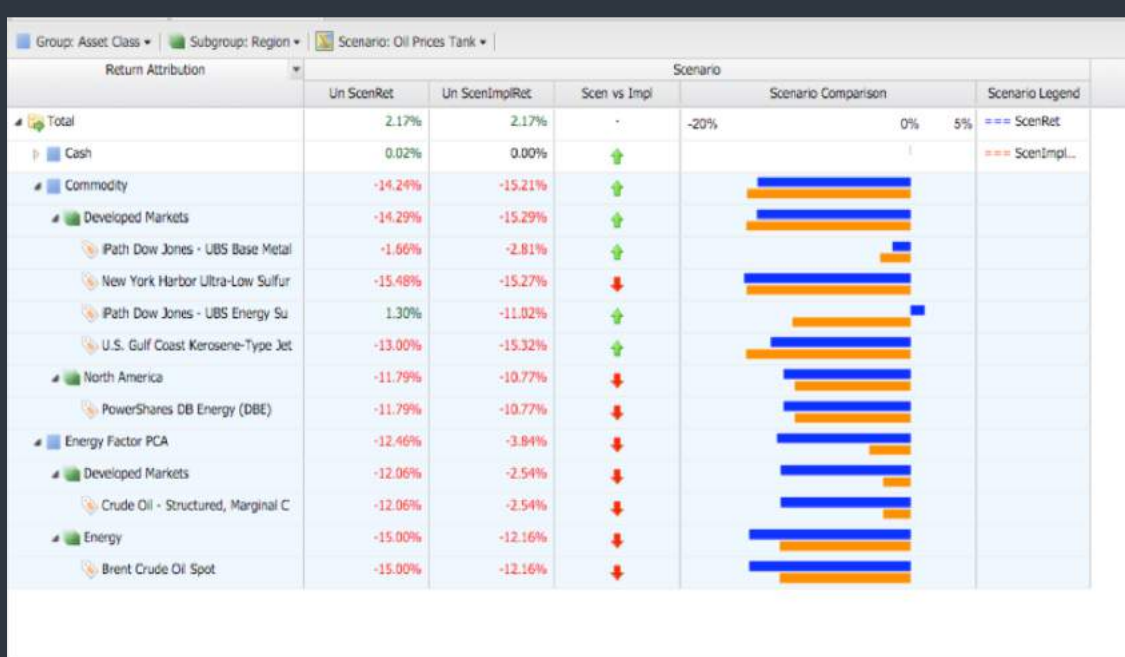 Group: Asset Class Subgroup: Region Scenario: Oil Prices Tank
Return Attribution Scenario
Un ScenRet Un ScenImplRet Scen vs Impl Scenario Comparison Scenario Legend
Total 2.17% 2.17% - -20% 0% 5% === ScenRet
Cash 0.02% 0.00% === ScenImpl...
Commodity -14.24% -15.21%
Developed Markets -14.29% -15.29%
iPath Dow Jones - UBS Base Metal -1.66% -2.81%
New York Harbor Ultra-Low Sulfur -15.48% -15.27%
iPath Dow Jones - UBS Energy Su 1.30% -11.02%
U.S. Gulf Coast Kerosene-Type Jet -13.00% -15.32%
North America -11.79% -10.77%
PowerShares DB Energy (DBE) -11.79% -10.77%
Energy Factor PCA -12.46% -3.84%
Developed Markets -12.06% -2.54%
Crude Oil - Structured, Marginal C -12.06% -2.54%
Energy -15.00% -12.16%
Brent Crude Oil Spot -15.00% -12.16%